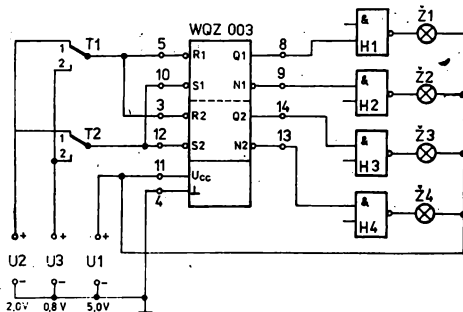 WQZ 003
1 T1 5 R1 Q1 8 & H1 Ž1
2 10 S1 N1 9 & H2 Ž2
3 R2 Q2 14 & H3 Ž3
1 T2 12 S2 N2 13 & H4 Ž4
2 11 Ucc
4 ⊥
+ + +
U2 U3 U1
− − −
2,0V 0,8V 5,0V